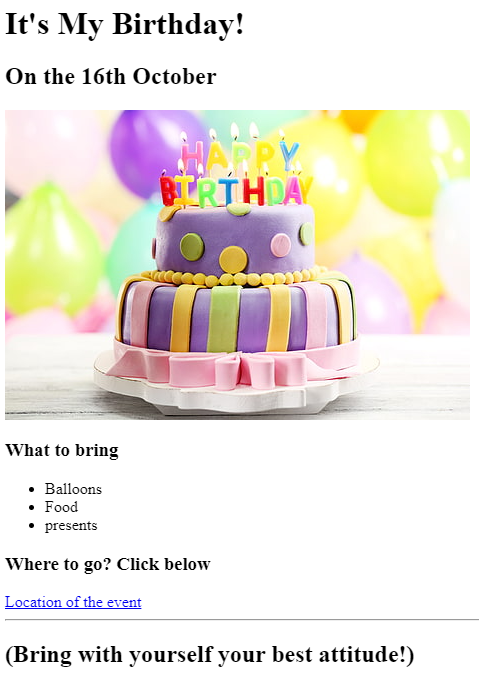 It's My Birthday!
On the 16th October
HAPPY
BIRTHDAY
What to bring
Balloons
Food
presents
Where to go? Click below
Location of the event
(Bring with yourself your best attitude!)